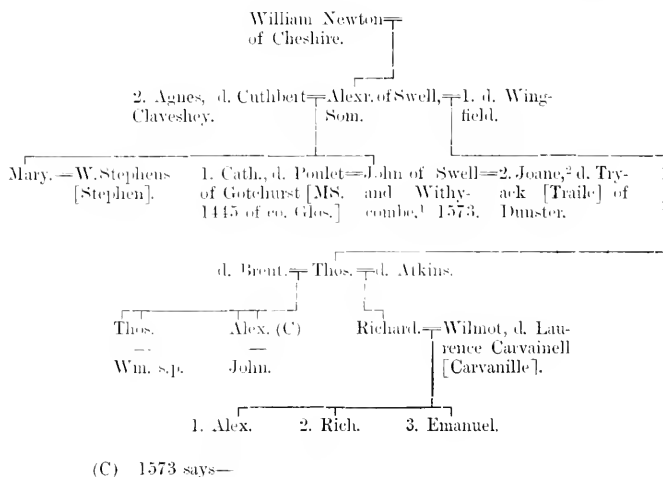 William Newton
of Cheshire.
2. Agnes, d. Cuthbert Alexr. of Swell, 1. d. Wing-
Claveshey. Som. field.
Mary. W. Stephens 1. Cath., d. Poulet John of Swell 2. Joane,² d. Try-
[Stephen]. of Gotehurst [MS. and Withy- ack [Traile] of
1445 of co. Glos.] combe,¹ 1573. Dunster.
d. Brent. Thos. d. Atkins.
Thos. Alex. (C) Richard. Wilmot, d. Lau-
— — rence Carvainell
Wm. s.p. John. [Carvanille].
1. Alex. 2. Rich. 3. Emanuel.
(C) 1573 says—